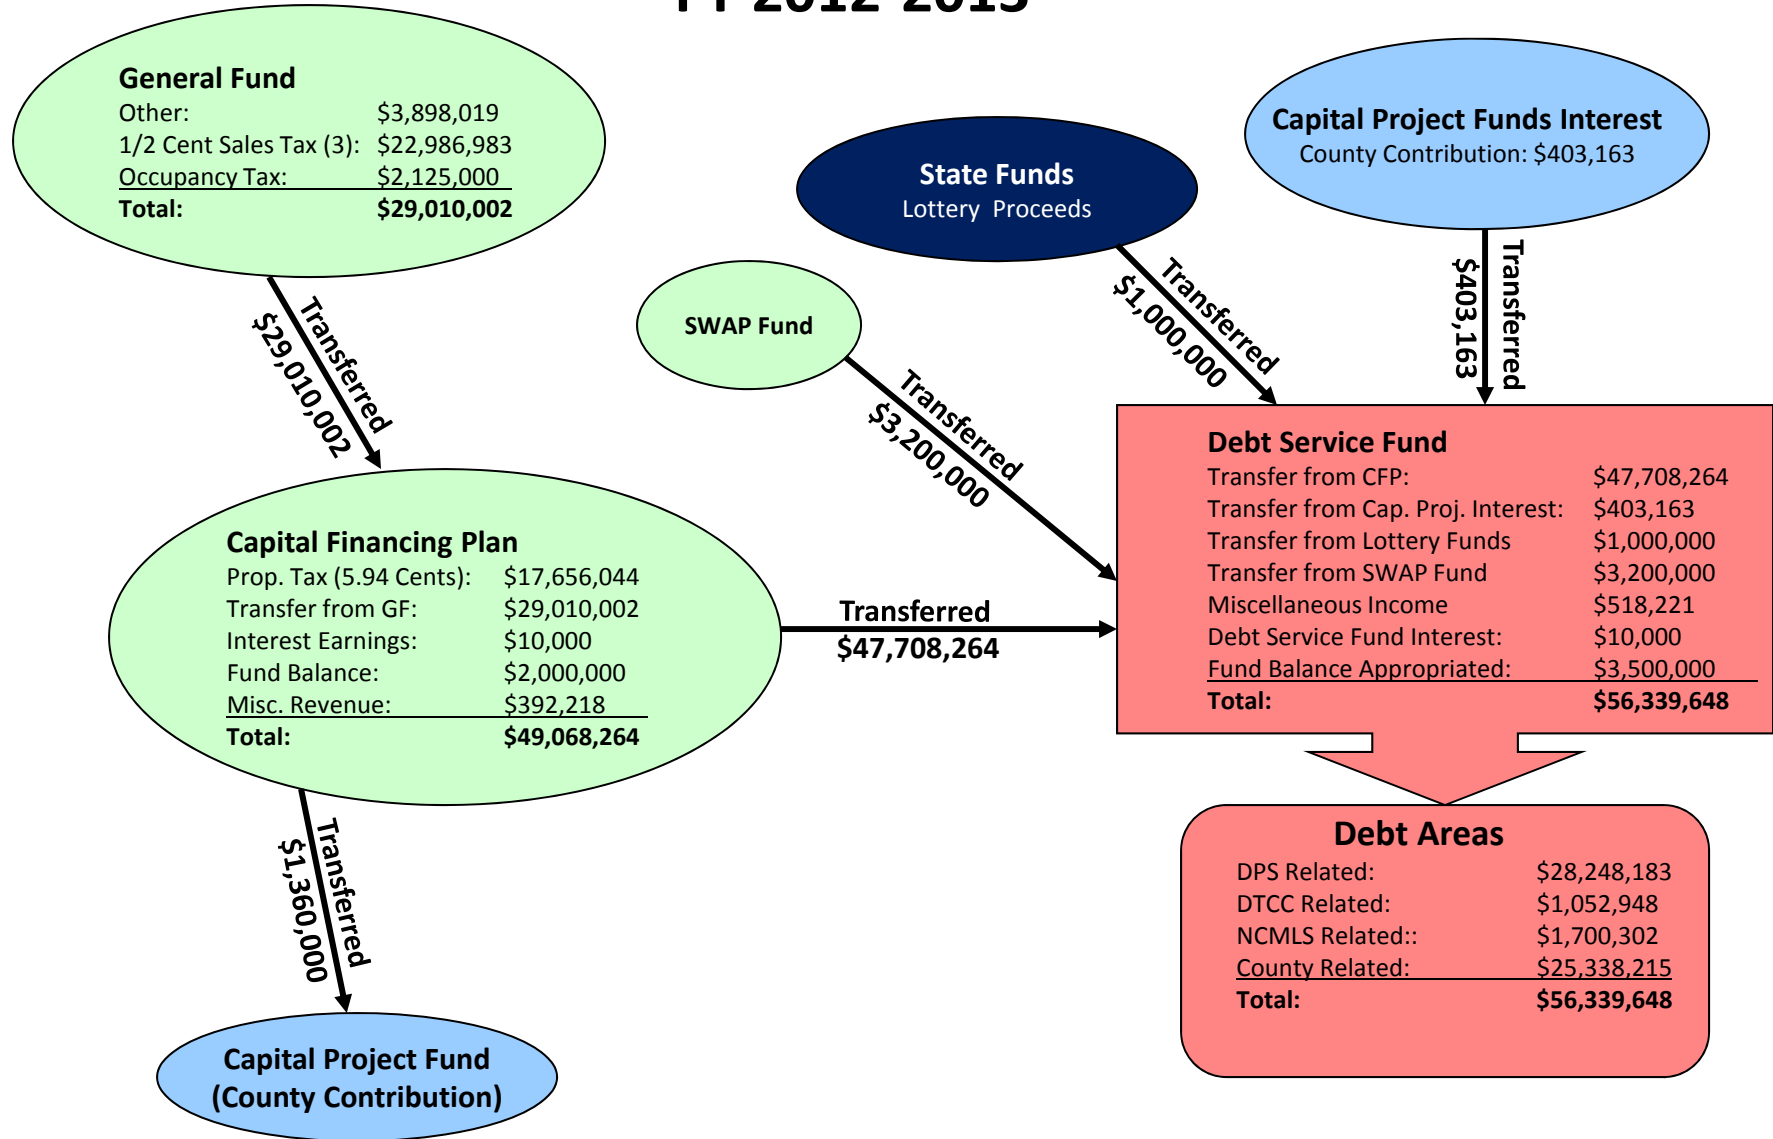 FY 2012-2013
General Fund
Other: $3,898,019
1/2 Cent Sales Tax (3): $22,986,983
Occupancy Tax: $2,125,000
Total: $29,010,002
Capital Project Funds Interest
County Contribution: $403,163
State Funds
Lottery Proceeds
SWAP Fund
Transferred
$29,010,002
Transferred
$3,200,000
Transferred
$1,000,000
Transferred
$403,163
Debt Service Fund
Transfer from CFP: $47,708,264
Transfer from Cap. Proj. Interest: $403,163
Transfer from Lottery Funds $1,000,000
Transfer from SWAP Fund $3,200,000
Miscellaneous Income $518,221
Debt Service Fund Interest: $10,000
Fund Balance Appropriated: $3,500,000
Total: $56,339,648
Capital Financing Plan
Prop. Tax (5.94 Cents): $17,656,044
Transfer from GF: $29,010,002
Interest Earnings: $10,000
Fund Balance: $2,000,000
Misc. Revenue: $392,218
Total: $49,068,264
Transferred
$47,708,264
Transferred
$1,360,000
Debt Areas
DPS Related: $28,248,183
DTCC Related: $1,052,948
NCMLS Related:: $1,700,302
County Related: $25,338,215
Total: $56,339,648
Capital Project Fund
(County Contribution)